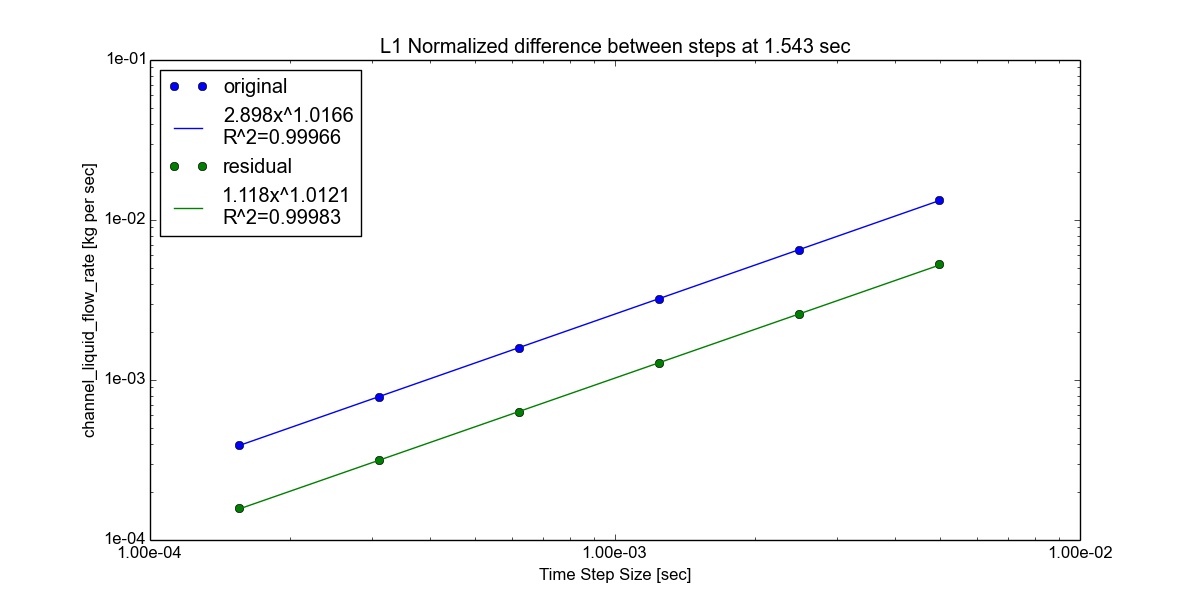 L1 Normalized difference between steps at 1.543 sec
1e-01
original
2.898x^1.0166
R^2=0.99966
residual
1.118x^1.0121
R^2=0.99983
channel_liquid_flow_rate [kg per sec]
1e-02
1e-03
1e-04
1.00e-04
1.00e-03
1.00e-02
Time Step Size [sec]